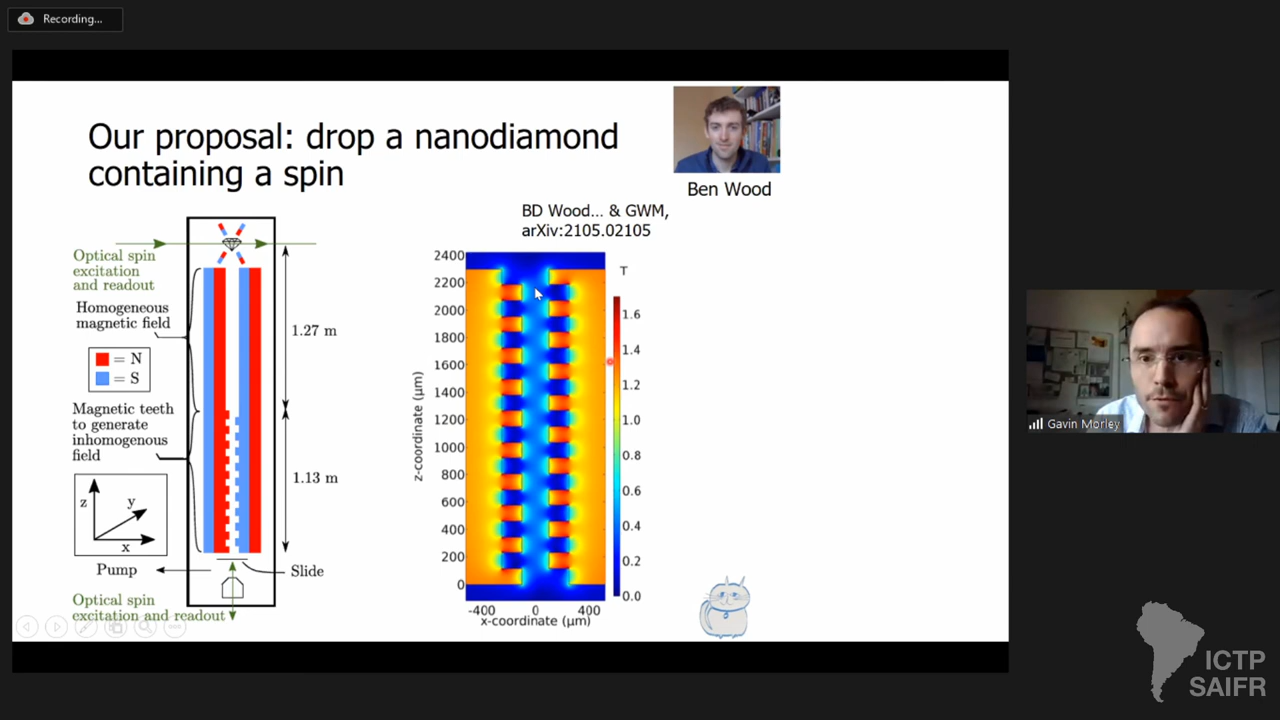 Recording...
Our proposal: drop a nanodiamond
containing a spin
Ben Wood
BD Wood... & GWM,
arXiv:2105.02105
Optical spin
excitation
and readout
Homogeneous
magnetic field
= N
= S
Magnetic teeth
to generate
inhomogenous
field
z
y
x
Pump
Optical spin
excitation and readout
1.27 m
1.13 m
Slide
z-coordinate (µm)
2400
2200
2000
1800
1600
1400
1200
1000
800
600
400
200
0
-400 0 400
x-coordinate (µm)
T
1.6
1.4
1.2
1.0
0.8
0.6
0.4
0.2
0.0
Gavin Morley
ICTP
SAIFR